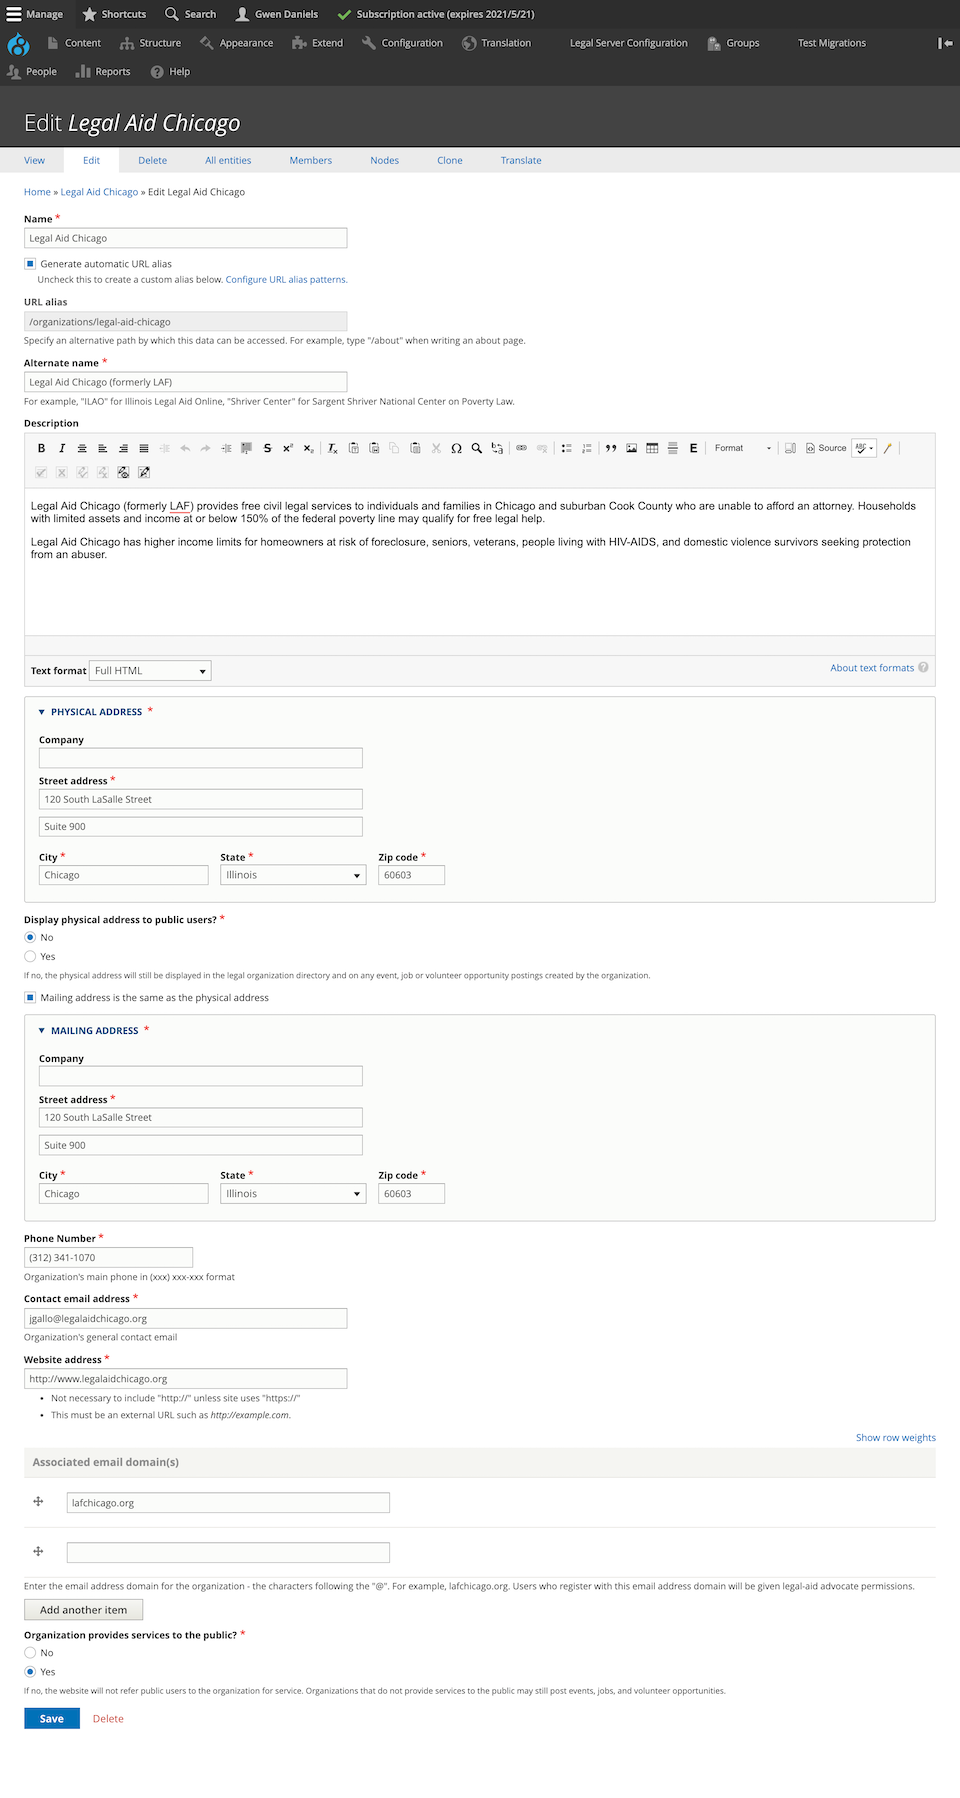 Manage Shortcuts Search Gwen Daniels Subscription active (expires 2021/5/21)
Content Structure Appearance Extend Configuration Translation Legal Server Configuration Groups Test Migrations
People Reports Help
Edit Legal Aid Chicago
View Edit Delete All entities Members Nodes Clone Translate
Home » Legal Aid Chicago » Edit Legal Aid Chicago
Name *
Legal Aid Chicago
Generate automatic URL alias
Uncheck this to create a custom alias below. Configure URL alias patterns.
URL alias
/organizations/legal-aid-chicago
Specify an alternative path by which this data can be accessed. For example, type "/about" when writing an about page.
Alternate name *
Legal Aid Chicago (formerly LAF)
For example, "ILAO" for Illinois Legal Aid Online, "Shriver Center" for Sargent Shriver National Center on Poverty Law.
Description
Format Source
Legal Aid Chicago (formerly LAF) provides free civil legal services to individuals and families in Chicago and suburban Cook County who are unable to afford an attorney. Households
with limited assets and income at or below 150% of the federal poverty line may qualify for free legal help.
Legal Aid Chicago has higher income limits for homeowners at risk of foreclosure, seniors, veterans, people living with HIV-AIDS, and domestic violence survivors seeking protection
from an abuser.
Text format Full HTML About text formats
PHYSICAL ADDRESS *
Company
Street address *
120 South LaSalle Street
Suite 900
City * State * Zip code *
Chicago Illinois 60603
Display physical address to public users? *
No
Yes
If no, the physical address will still be displayed in the legal organization directory and on any event, job or volunteer opportunity postings created by the organization.
Mailing address is the same as the physical address
MAILING ADDRESS *
Company
Street address *
120 South LaSalle Street
Suite 900
City * State * Zip code *
Chicago Illinois 60603
Phone Number *
(312) 341-1070
Organization's main phone in (xxx) xxx-xxx format
Contact email address *
jgallo@legalaidchicago.org
Organization's general contact email
Website address *
http://www.legalaidchicago.org
• Not necessary to include "http://" unless site uses "https://"
• This must be an external URL such as http://example.com.
Show row weights
Associated email domain(s)
lafchicago.org
Enter the email address domain for the organization - the characters following the "@". For example, lafchicago.org. Users who register with this email address domain will be given legal-aid advocate permissions.
Add another item
Organization provides services to the public? *
No
Yes
If no, the website will not refer public users to the organization for service. Organizations that do not provide services to the public may still post events, jobs, and volunteer opportunities.
Save Delete